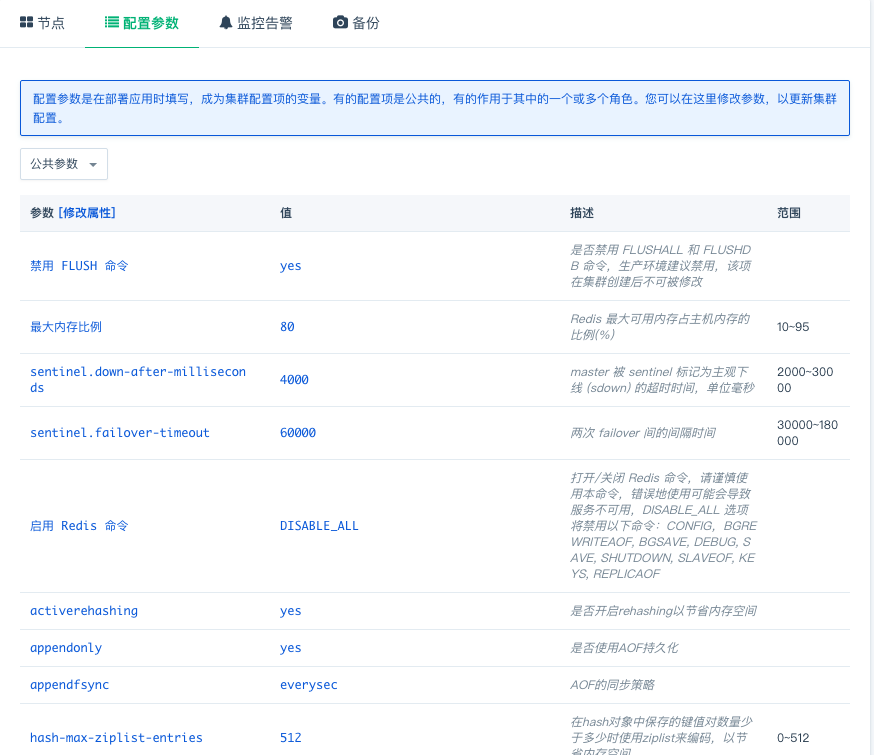 节点 配置参数 监控告警 备份
配置参数是在部署应用时填写，成为集群配置项的变量。有的配置项是公共的，有的作用于其中的一个或多个角色。您可以在这里修改参数，以更新集群
配置。
公共参数
参数 [修改属性] 值 描述 范围
是否禁用 FLUSHALL 和 FLUSHD
禁用 FLUSH 命令 yes B 命令，生产环境建议禁用，该项
在集群创建后不可被修改
最大内存比例 80 Redis 最大可用内存占主机内存的 10~95
比例(%)
sentinel.down-after-millisecon 4000 master 被 sentinel 标记为主观下 2000~300
ds 线 (sdown) 的超时时间，单位毫秒 00
sentinel.failover-timeout 60000 两次 failover 间的间隔时间 30000~180
000
打开/关闭 Redis 命令，请谨慎使
用本命令，错误地使用可能会导致
服务不可用，DISABLE_ALL 选项
启用 Redis 命令 DISABLE_ALL 将禁用以下命令：CONFIG，BGRE
WRITEAOF, BGSAVE, DEBUG, S
AVE, SHUTDOWN, SLAVEOF, KE
YS, REPLICAOF
activerehashing yes 是否开启rehashing以节省内存空间
appendonly yes 是否使用AOF持久化
appendfsync everysec AOF的同步策略
在hash对象中保存的键值对数量少
hash-max-ziplist-entries 512 于多少时使用ziplist来编码，以节 0~512
省内存空间